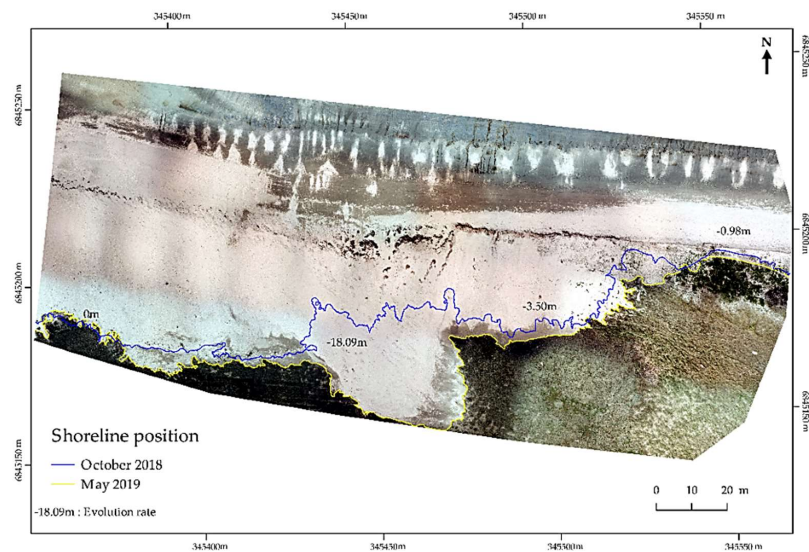 345400m 345450m 345500m 345550m
6845250 m
N
6845250 m
-0.98m
6845200 m
6845200 m
0m
-3.50m
-18.09m
6845150 m
Shoreline position
October 2018
May 2019
6845150 m
0 10 20 m
-18.09m : Evolution rate
345400m 345450m 345500m 345550m